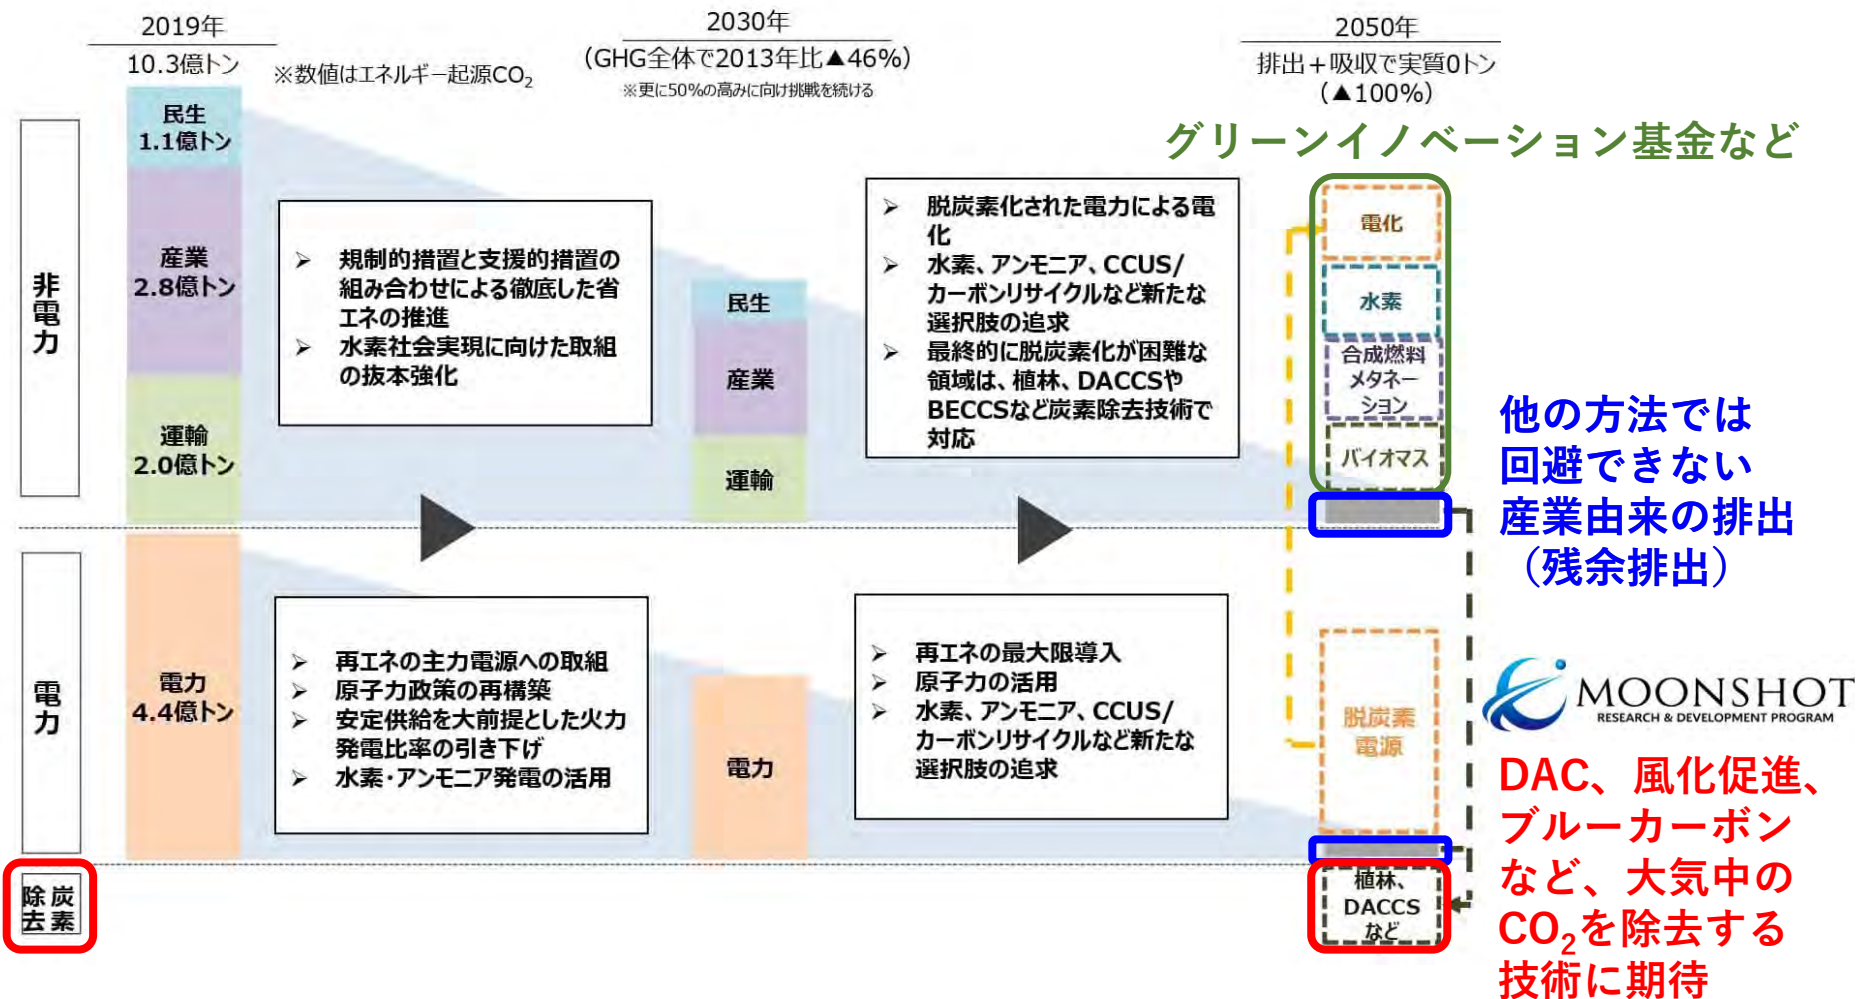 2019年
10.3億トン
※数値はエネルギー起源CO2
2030年
(GHG全体で2013年比▲46%)
※更に50%の高みに向け挑戦を続ける
2050年
排出+吸収で実質0トン
(▲100%)
グリーンイノベーション基金など
非電力
民生
1.1億トン
産業
2.8億トン
運輸
2.0億トン
➢ 規制的措置と支援的措置の
組み合わせによる徹底した省
エネの推進
➢ 水素社会実現に向けた取組
の抜本強化
民生
産業
運輸
➢ 脱炭素化された電力による電
化
➢ 水素、アンモニア、CCUS/
カーボンリサイクルなど新たな
選択肢の追求
➢ 最終的に脱炭素化が困難な
領域は、植林、DACCSや
BECCSなど炭素除去技術で
対応
電化
水素
合成燃料
メタネー
ション
バイオマス
他の方法では
回避できない
産業由来の排出
(残余排出)
電力
電力
4.4億トン
➢ 再エネの主力電源への取組
➢ 原子力政策の再構築
➢ 安定供給を大前提とした火力
発電比率の引き下げ
➢ 水素・アンモニア発電の活用
電力
➢ 再エネの最大限導入
➢ 原子力の活用
➢ 水素、アンモニア、CCUS/
カーボンリサイクルなど新たな
選択肢の追求
脱炭素
電源
MOONSHOT
RESEARCH & DEVELOPMENT PROGRAM
炭素
除去
植林、
DACCS
など
DAC、風化促進、
ブルーカーボン
など、大気中の
CO2を除去する
技術に期待